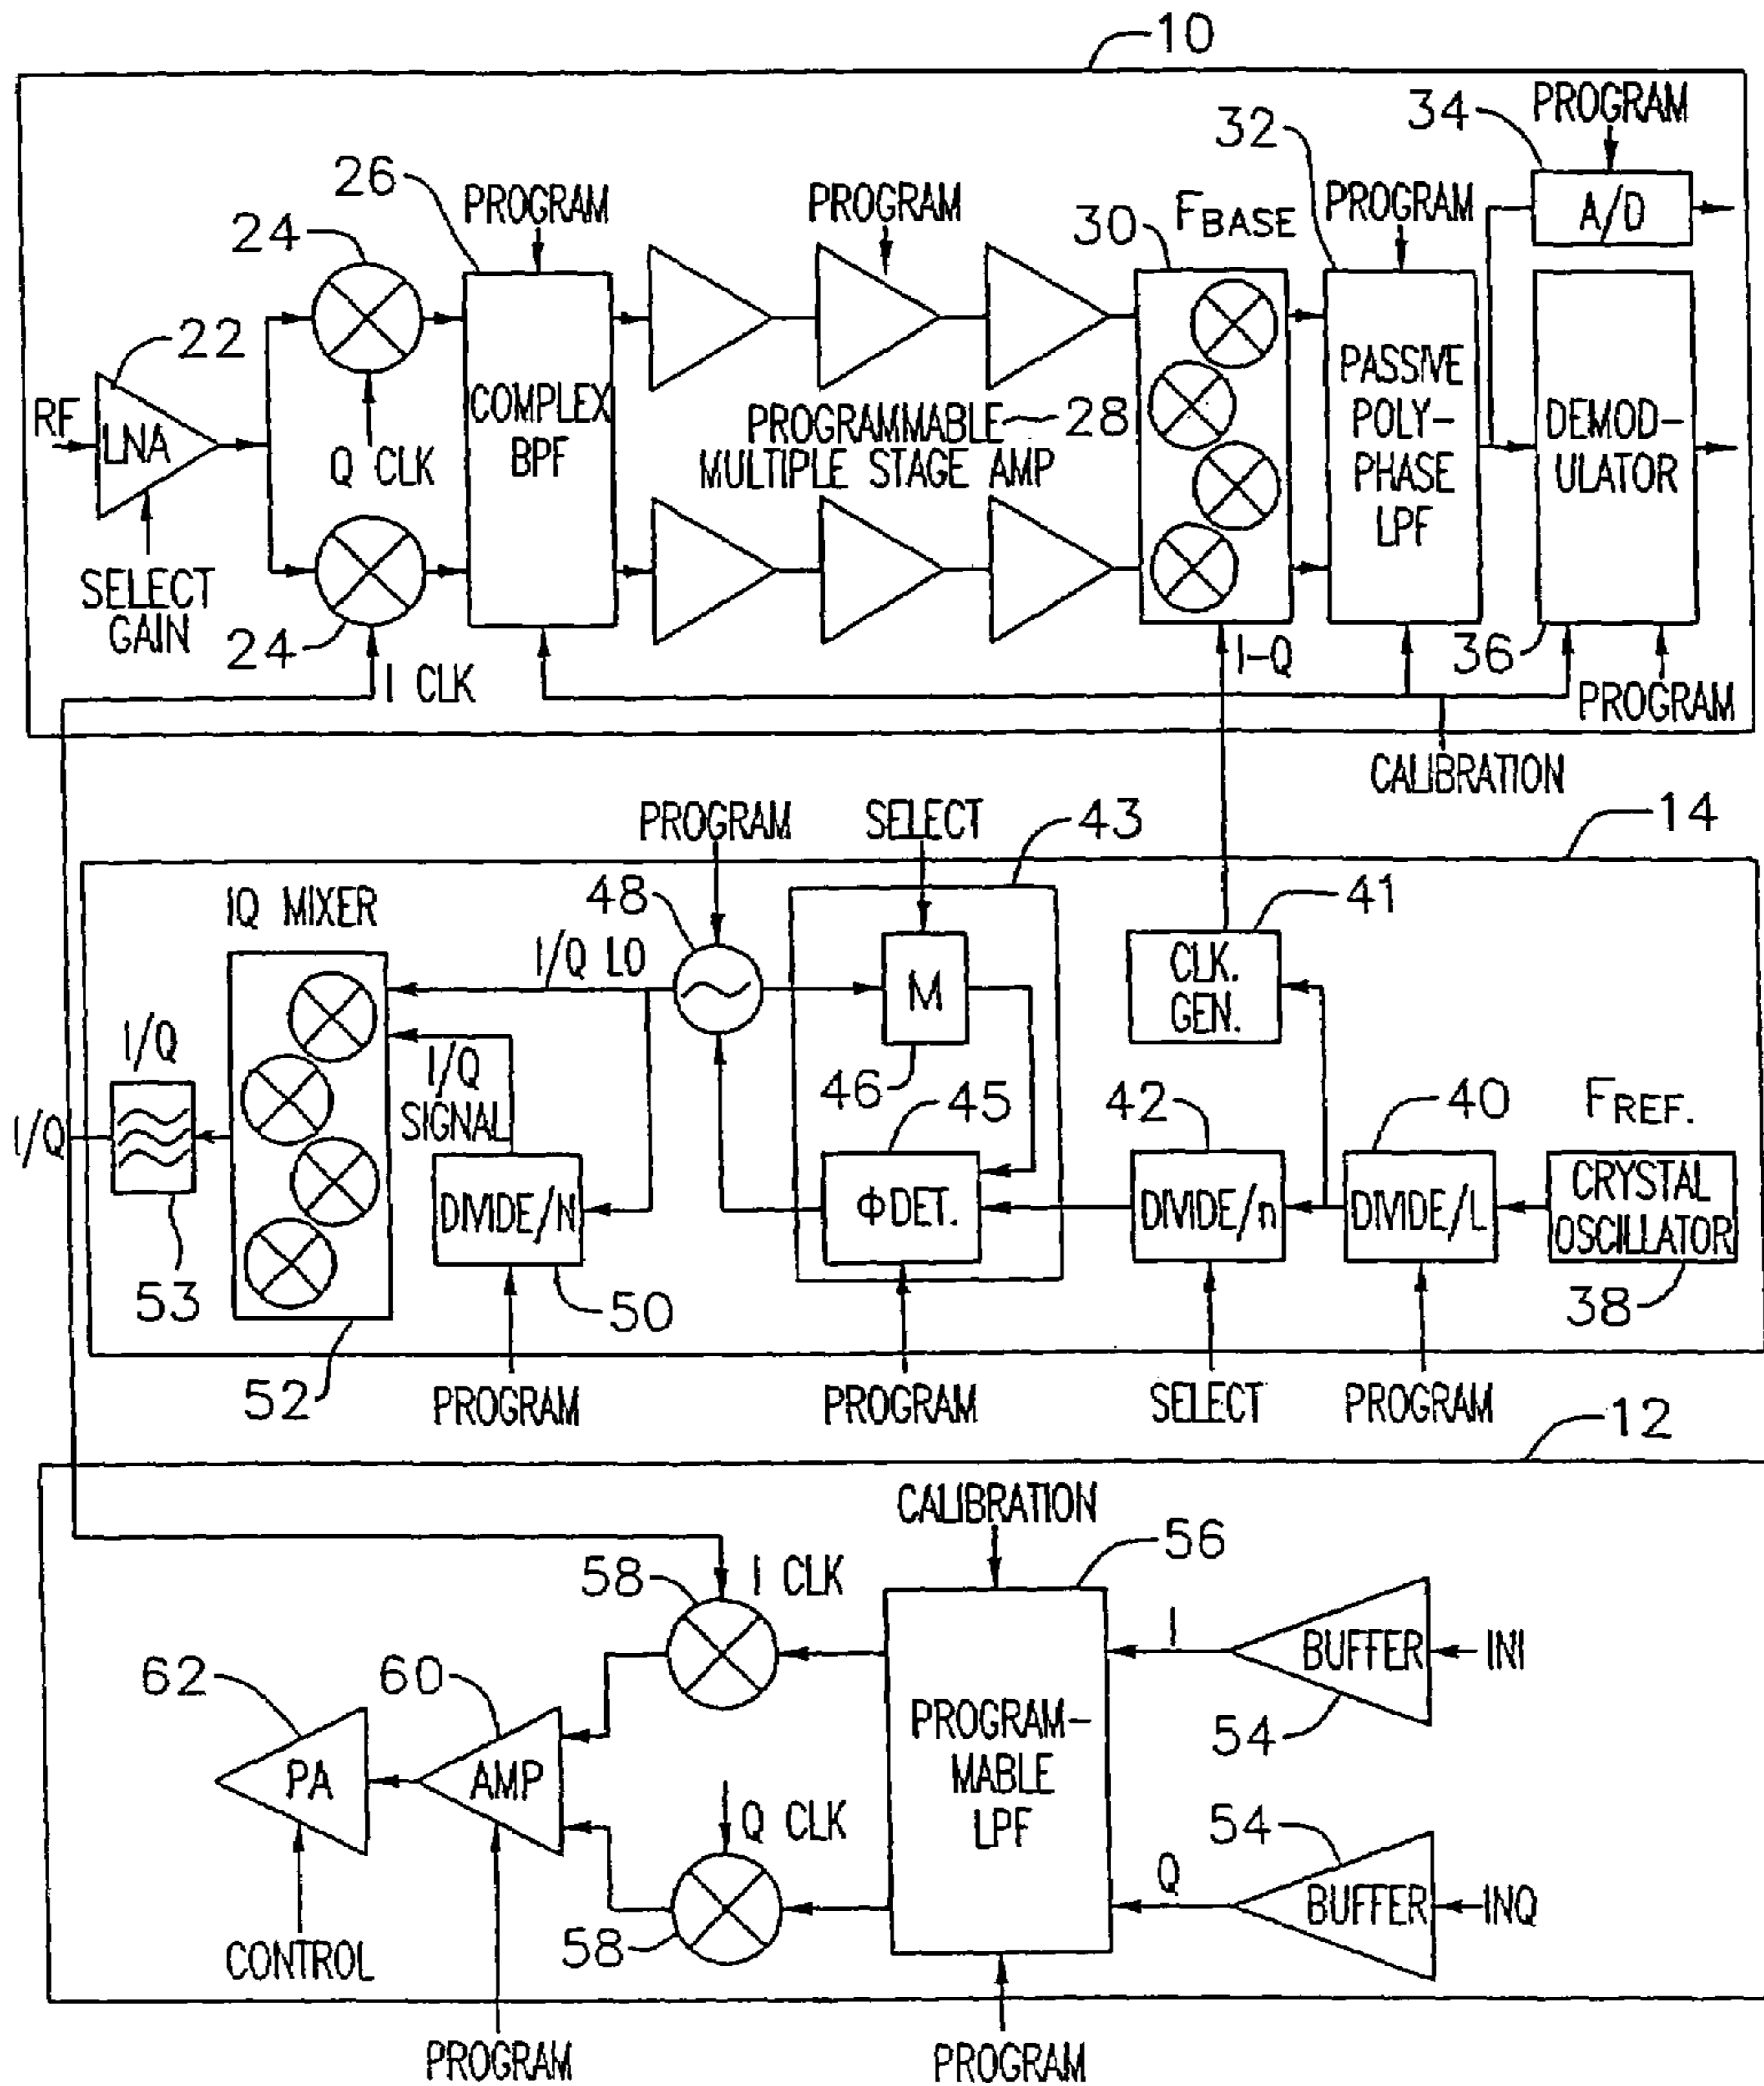 10
34
PROGRAM
32
26
PROGRAM
PROGRAM
FBASE
PROGRAM
A/D
24
30
22
RF
LNA
Q CLK
COMPLEX
BPF
PROGRAMMABLE
MULTIPLE STAGE AMP
28
PASSIVE
POLY-
PHASE
LPF
DEMOD-
ULATOR
SELECT
GAIN
24
I CLK
I-Q
36
PROGRAM
CALIBRATION
PROGRAM
SELECT
43
14
IQ MIXER
48
41
I/Q LO
M
CLK.
GEN.
I/Q
I/Q
SIGNAL
46
45
42
40
FREF.
I/Q
DIVIDE/N
ΦDET.
DIVIDE/n
DIVIDE/L
CRYSTAL
OSCILLATOR
53
50
38
52
PROGRAM
PROGRAM
SELECT
PROGRAM
12
CALIBRATION
56
58
I CLK
I
BUFFER
INI
62
60
54
PROGRAM-
MABLE
LPF
PA
AMP
Q CLK
54
Q
BUFFER
INQ
58
CONTROL
PROGRAM
PROGRAM